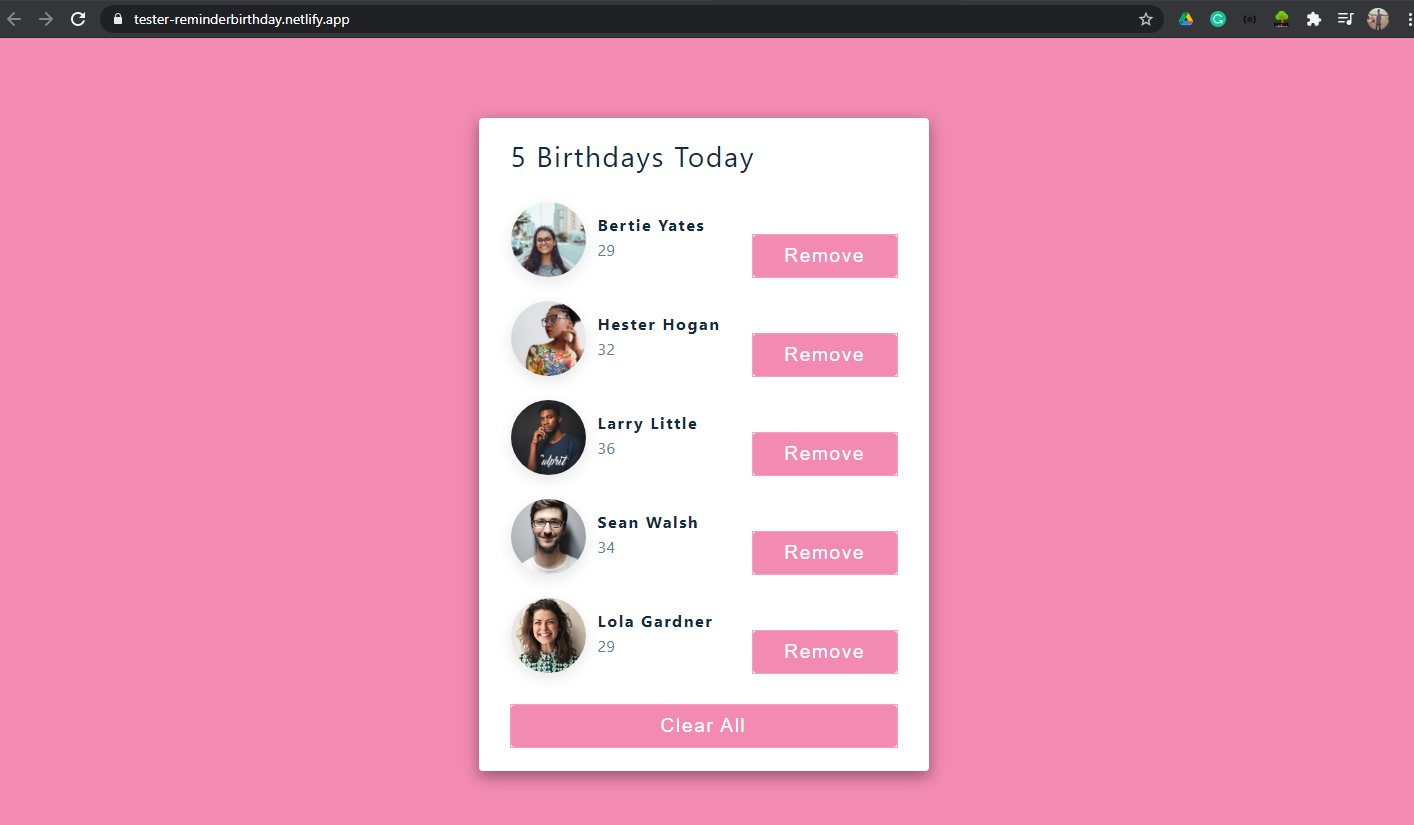 tester-reminderbirthday.netlify.app
5 Birthdays Today
Bertie Yates
29
Remove
Hester Hogan
32
Remove
Larry Little
36
Remove
Sean Walsh
34
Remove
Lola Gardner
29
Remove
Clear All